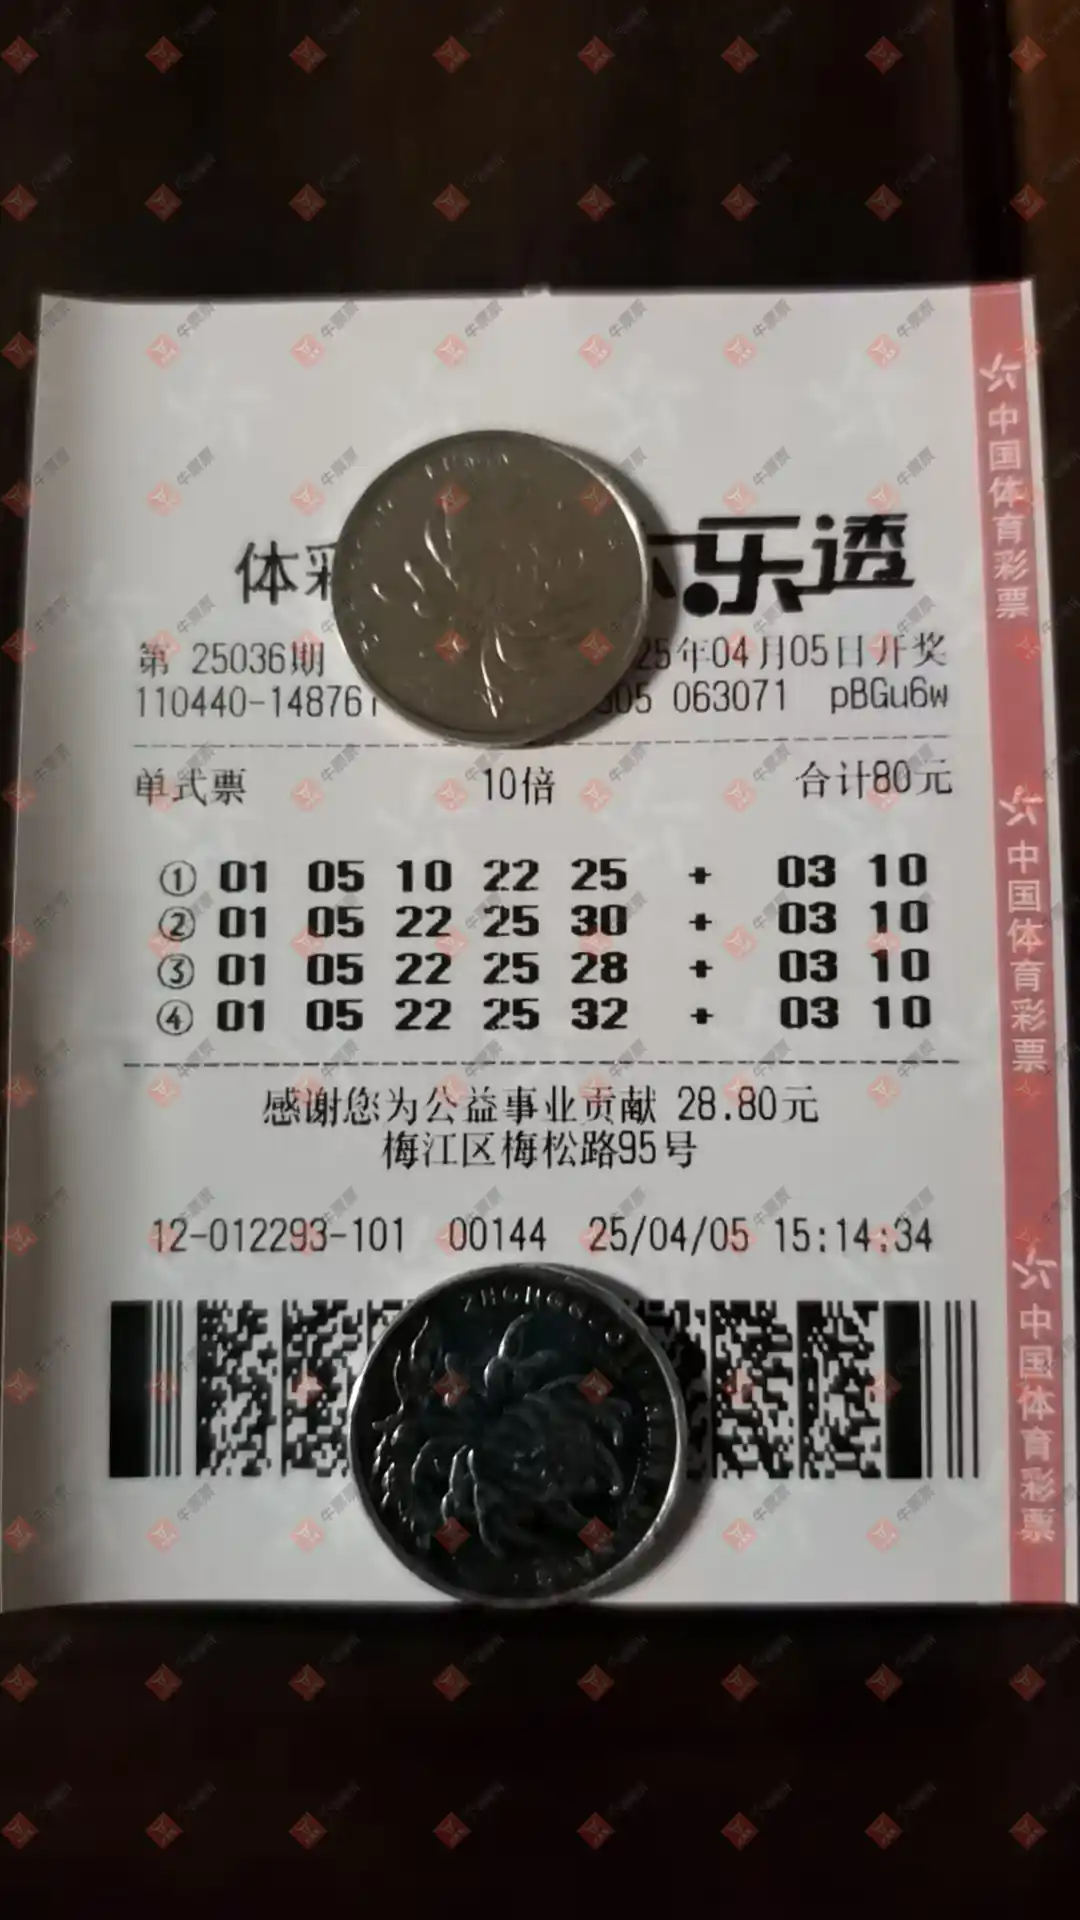 体彩 乐透
第 25036期 25年04月05日开奖
110440-14876 05 063071 pBGu6w
单式票 10倍 合计80元
① 01 05 10 22 25 + 03 10
② 01 05 22 25 30 + 03 10
③ 01 05 22 25 28 + 03 10
④ 01 05 22 25 32 + 03 10
感谢您为公益事业贡献 28.80元
梅江区梅松路95号
12-012293-101 00144 25/04/05 15:14:34
中国体育彩票
中国体育彩票
中国体育彩票
牛票票